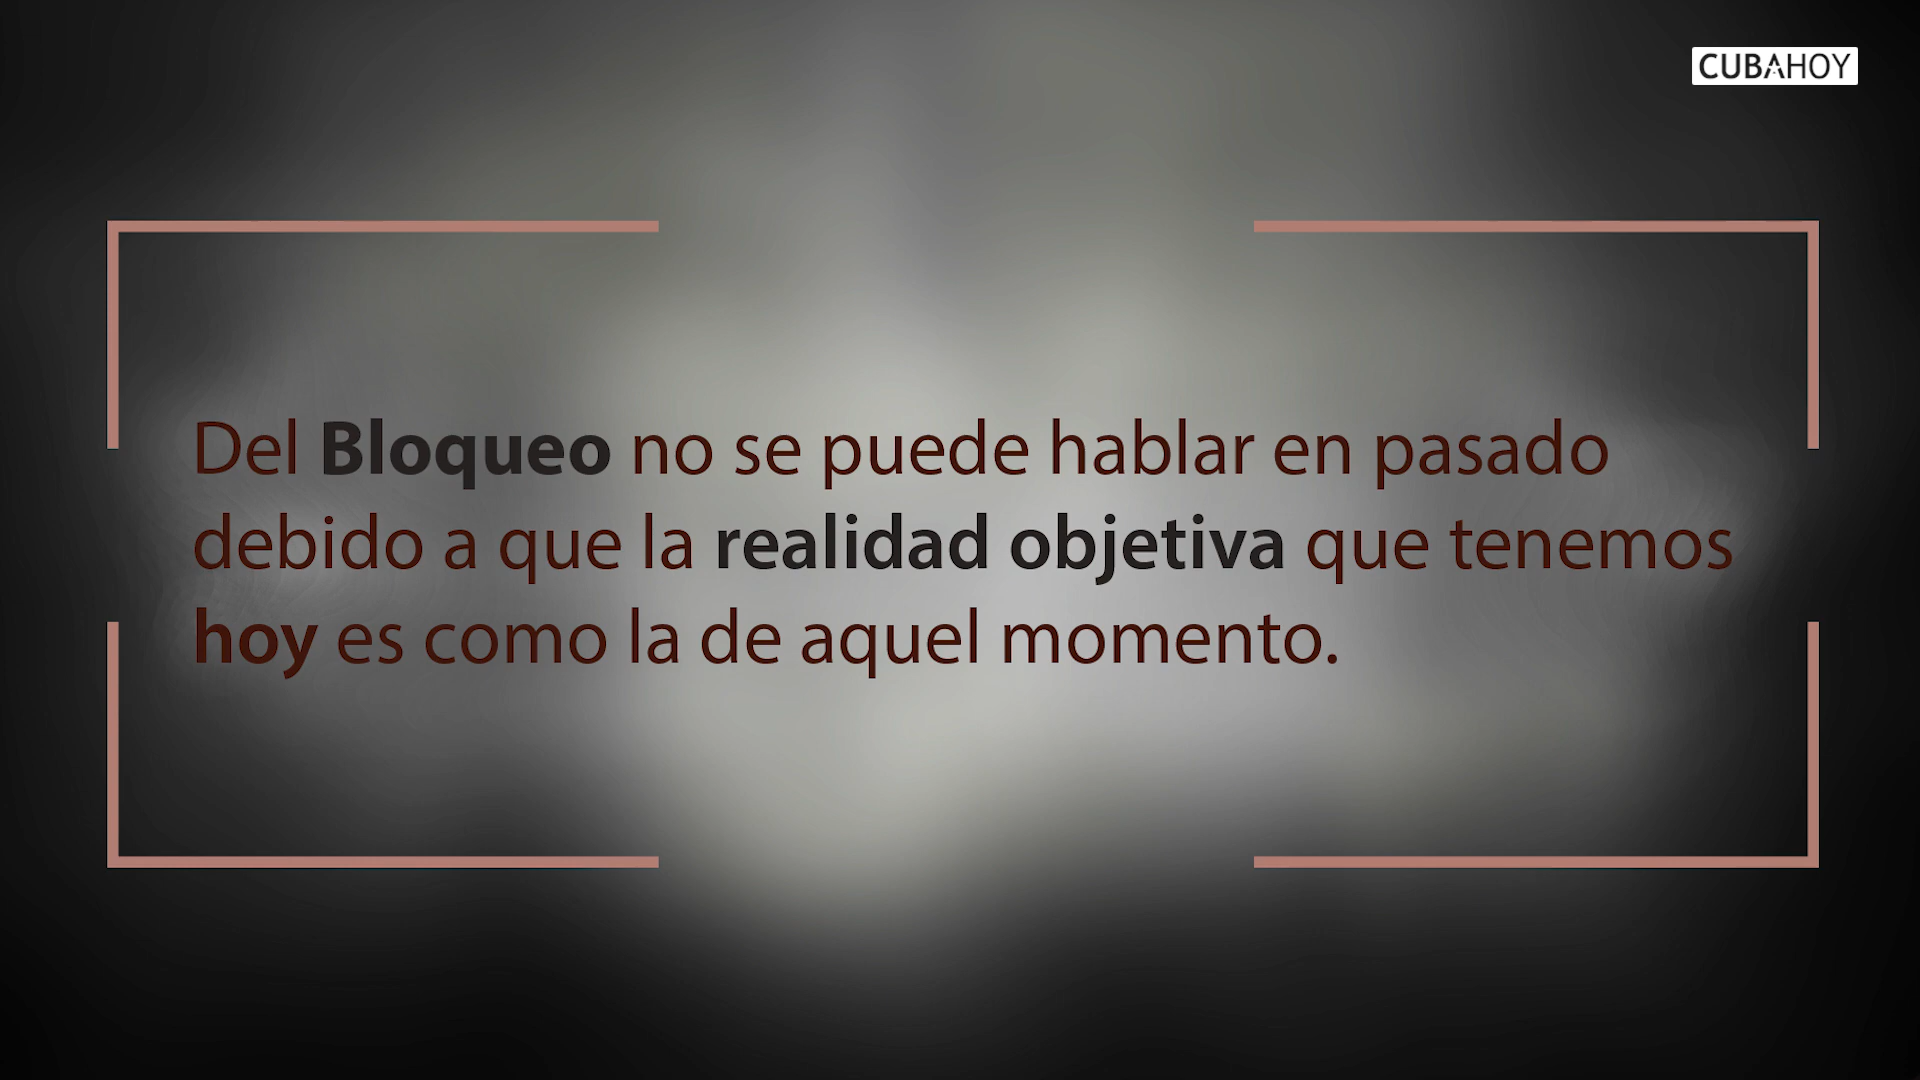 CUBAHOY
Del Bloqueo no se puede hablar en pasado
debido a que la realidad objetiva que tenemos
hoy es como la de aquel momento.